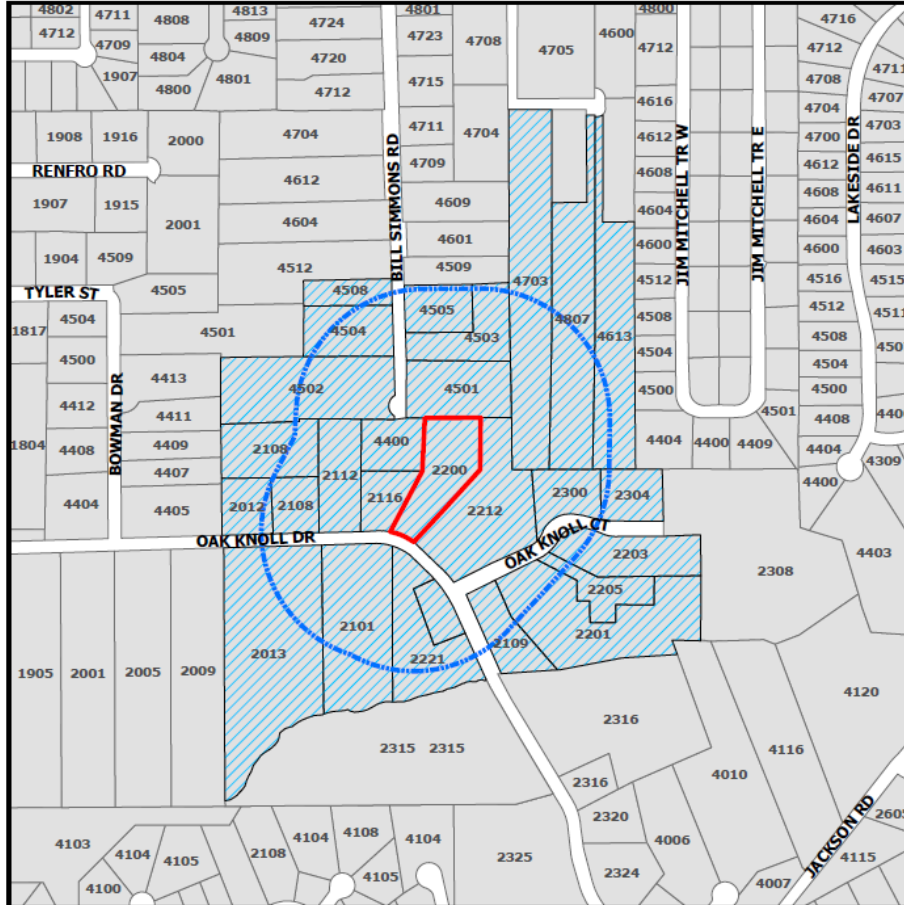 4802 4711 4808 4813 4724 4801 4708 4705 4600 4800 4716
4712 4709 4804 4809 4720 4723 4712 4712 4711
1907 4800 4801 4712 4715 4616 4708 4707
1908 1916 2000 4704 4711 4704 4612 4704 4700 4703
RENFRO RD
4612 4709 4608 4612 4615
1907 1915 2001 4604 4609 4604 4608 4604 4611 4607
BILL SIMMONS RD
JIM MITCHELL TR W
JIM MITCHELL TR E
LAKESIDE DR
1904 4509 4512 4601 4600 4600 4603
TYLER ST
4505 4508 4509 4703 4512 4516 4515
1817 4504 4501 4504 4505 4503 4807 4613 4508 4512 4508
4500 4413 4502 4501 4504 4504
4412 4411 4500 4500 4408
BOWMAN DR
1804 4408 4409 2108 4400 2200 4404 4400 4409 4501 4404 4309
4407 2112 4400
4404 4405 2012 2108 2116 2212 2300 2304
OAK KNOLL DR
OAK KNOLL CT
2203 2308 4403
2205
2101 2201
1905 2001 2005 2009 2013 2221 2109
4120
2315 2315 2316 4116
2316 4010
JACKSON RD
2320 2605
4103 4104 4105 2108 4104 4108 4104 2325 4006 4115
4100 4105 2324 4007